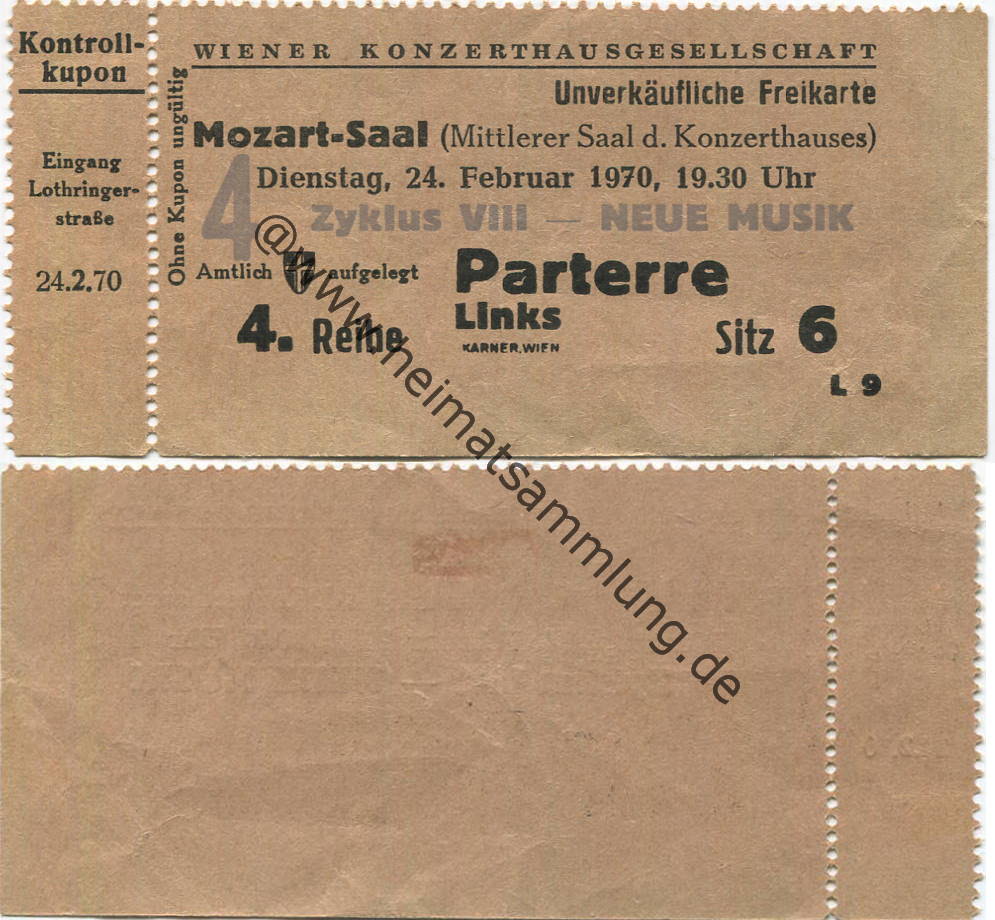 Kontroll-
kupon
Eingang
Lothringer-
straße
24.2.70
Ohne Kupon ungültig
WIENER KONZERTHAUSGESELLSCHAFT
Unverkäufliche Freikarte
Mozart-Saal (Mittlerer Saal d. Konzerthauses)
4
Dienstag, 24. Februar 1970, 19.30 Uhr
Zyklus VIII — NEUE MUSIK
Amtlich aufgelegt
Parterre
Links
4. Reihe
KARNER, WIEN
Sitz 6
L 9
@www.heimatsammlung.de